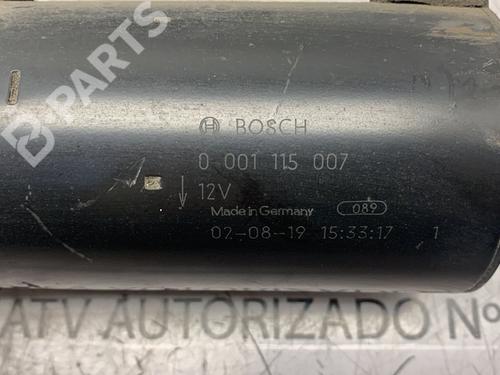 B-PARTS
BOSCH
0 001 115 007
12V
Made in Germany 089
02-08-19 15:33:17 1
ATV AUTORIZADO Nº